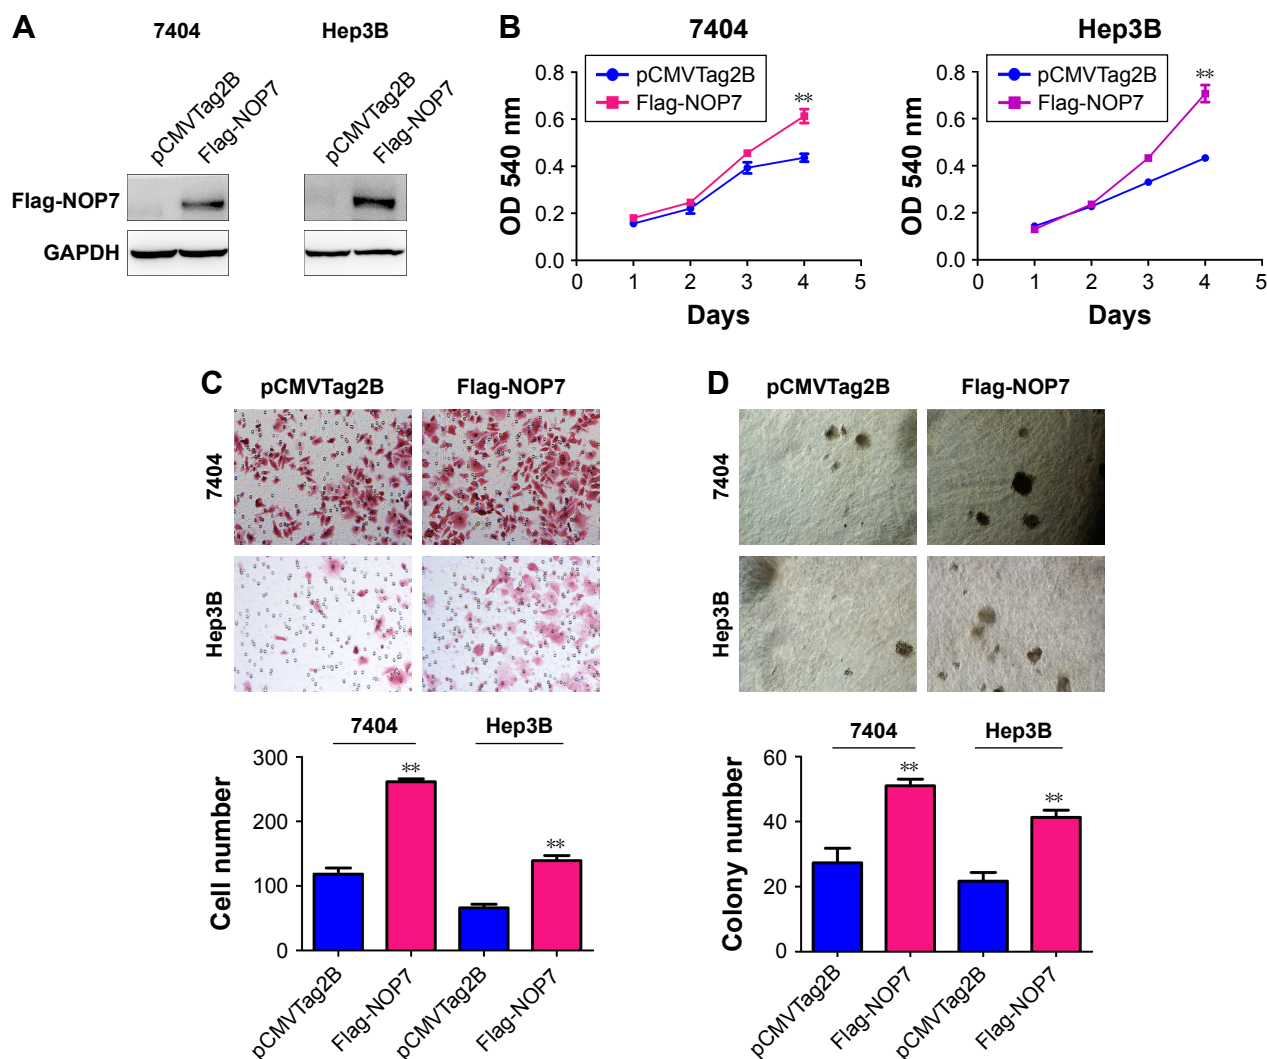 A
7404
Hep3B
pCMVTag2B
Flag-NOP7
pCMVTag2B
Flag-NOP7
Flag-NOP7
GAPDH
B
7404
pCMVTag2B
Flag-NOP7
**
OD 540 nm
0.8
0.6
0.4
0.2
0.0
0 1 2 3 4 5
Days
Hep3B
pCMVTag2B
Flag-NOP7
**
OD 540 nm
0.8
0.6
0.4
0.2
0.0
0 1 2 3 4 5
Days
C
pCMVTag2B
Flag-NOP7
7404
Hep3B
7404
Hep3B
Cell number
300
200
100
0
**
**
pCMVTag2B
Flag-NOP7
pCMVTag2B
Flag-NOP7
D
pCMVTag2B
Flag-NOP7
7404
Hep3B
7404
Hep3B
Colony number
60
40
20
0
**
**
pCMVTag2B
Flag-NOP7
pCMVTag2B
Flag-NOP7